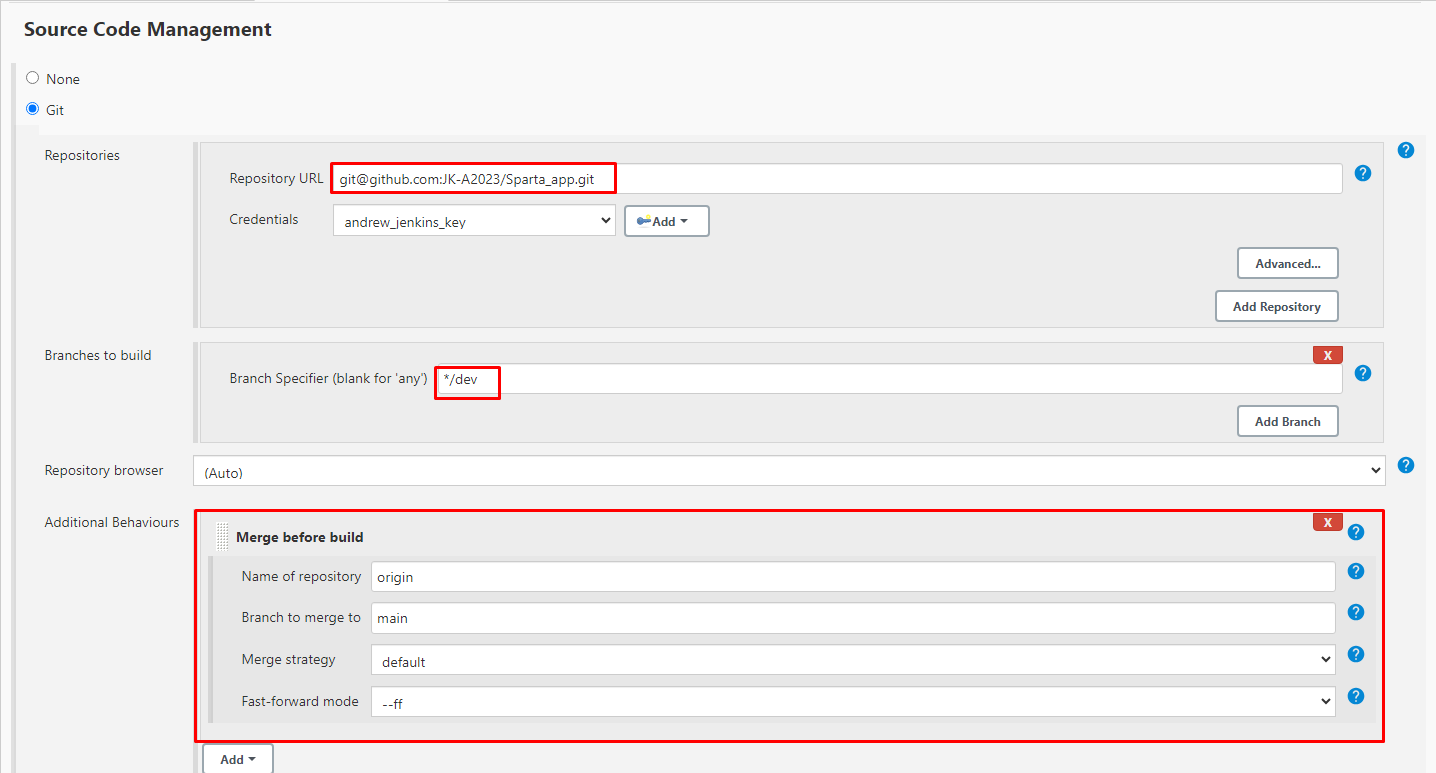 Source Code Management
None
Git
Repositories
Repository URL git@github.com:JK-A2023/Sparta_app.git
Credentials andrew_jenkins_key Add
Advanced...
Add Repository
Branches to build
X
Branch Specifier (blank for 'any') */dev
Add Branch
Repository browser (Auto)
Additional Behaviours
X
Merge before build
Name of repository origin
Branch to merge to main
Merge strategy default
Fast-forward mode --ff
Add